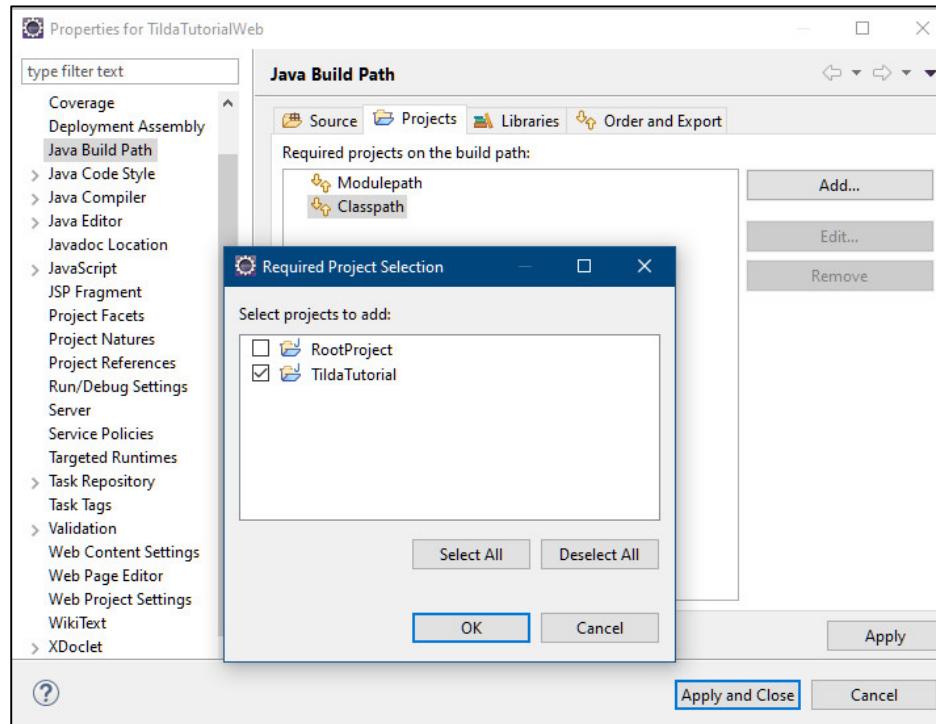 Properties for TildaTutorialWeb
type filter text
Coverage
Deployment Assembly
Java Build Path
Java Code Style
Java Compiler
Java Editor
Javadoc Location
JavaScript
JSP Fragment
Project Facets
Project Natures
Project References
Run/Debug Settings
Server
Service Policies
Targeted Runtimes
Task Repository
Task Tags
Validation
Web Content Settings
Web Page Editor
Web Project Settings
WikiText
XDoclet
Java Build Path
Source Projects Libraries Order and Export
Required projects on the build path:
Modulepath
Classpath
Add...
Edit...
Remove
Required Project Selection
Select projects to add:
RootProject
TildaTutorial
Select All Deselect All
OK Cancel
Apply
Apply and Close Cancel